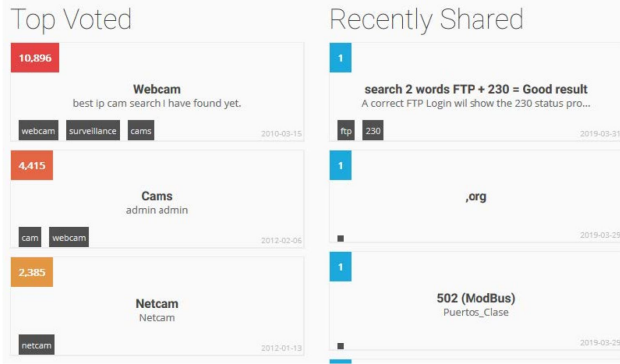 Top Voted
10,896
Webcam
best ip cam search I have found yet.
webcam surveillance cams
2010-03-15
4,415
Cams
admin admin
cam webcam
2012-02-06
2,385
Netcam
Netcam
netcam
2012-01-13
Recently Shared
1
search 2 words FTP + 230 = Good result
A correct FTP Login wil show the 230 status pro...
ftp 230
2019-03-31
1
,org
2019-03-29
1
502 (ModBus)
Puertos_Clase
2019-03-29